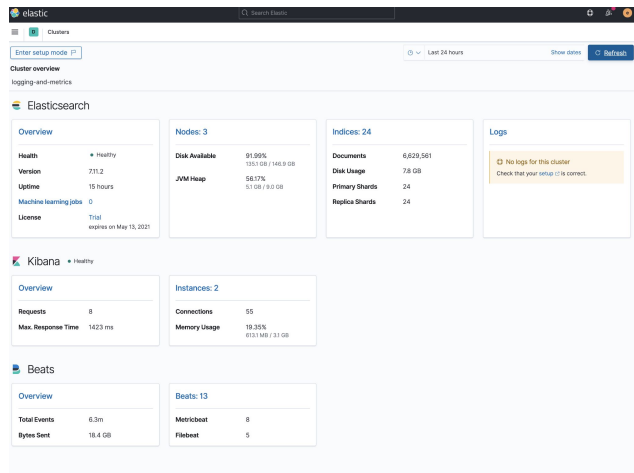 elastic
Search Elastic
D Clusters
Enter setup mode
Last 24 hours Show dates Refresh
Cluster overview
logging-and-metrics
Elasticsearch
Overview
Health Healthy
Version 7.11.2
Uptime 15 hours
Machine learning jobs 0
License Trial
expires on May 13, 2021
Nodes: 3
Disk Available 91.99%
135.1 GB / 146.9 GB
JVM Heap 56.17%
5.1 GB / 9.0 GB
Indices: 24
Documents 6,629,561
Disk Usage 7.8 GB
Primary Shards 24
Replica Shards 24
Logs
No logs for this cluster
Check that your setup is correct.
Kibana Healthy
Overview
Requests 8
Max. Response Time 1423 ms
Instances: 2
Connections 55
Memory Usage 19.35%
613.1 MB / 3.1 GB
Beats
Overview
Total Events 6.3m
Bytes Sent 18.4 GB
Beats: 13
Metricbeat 8
Filebeat 5